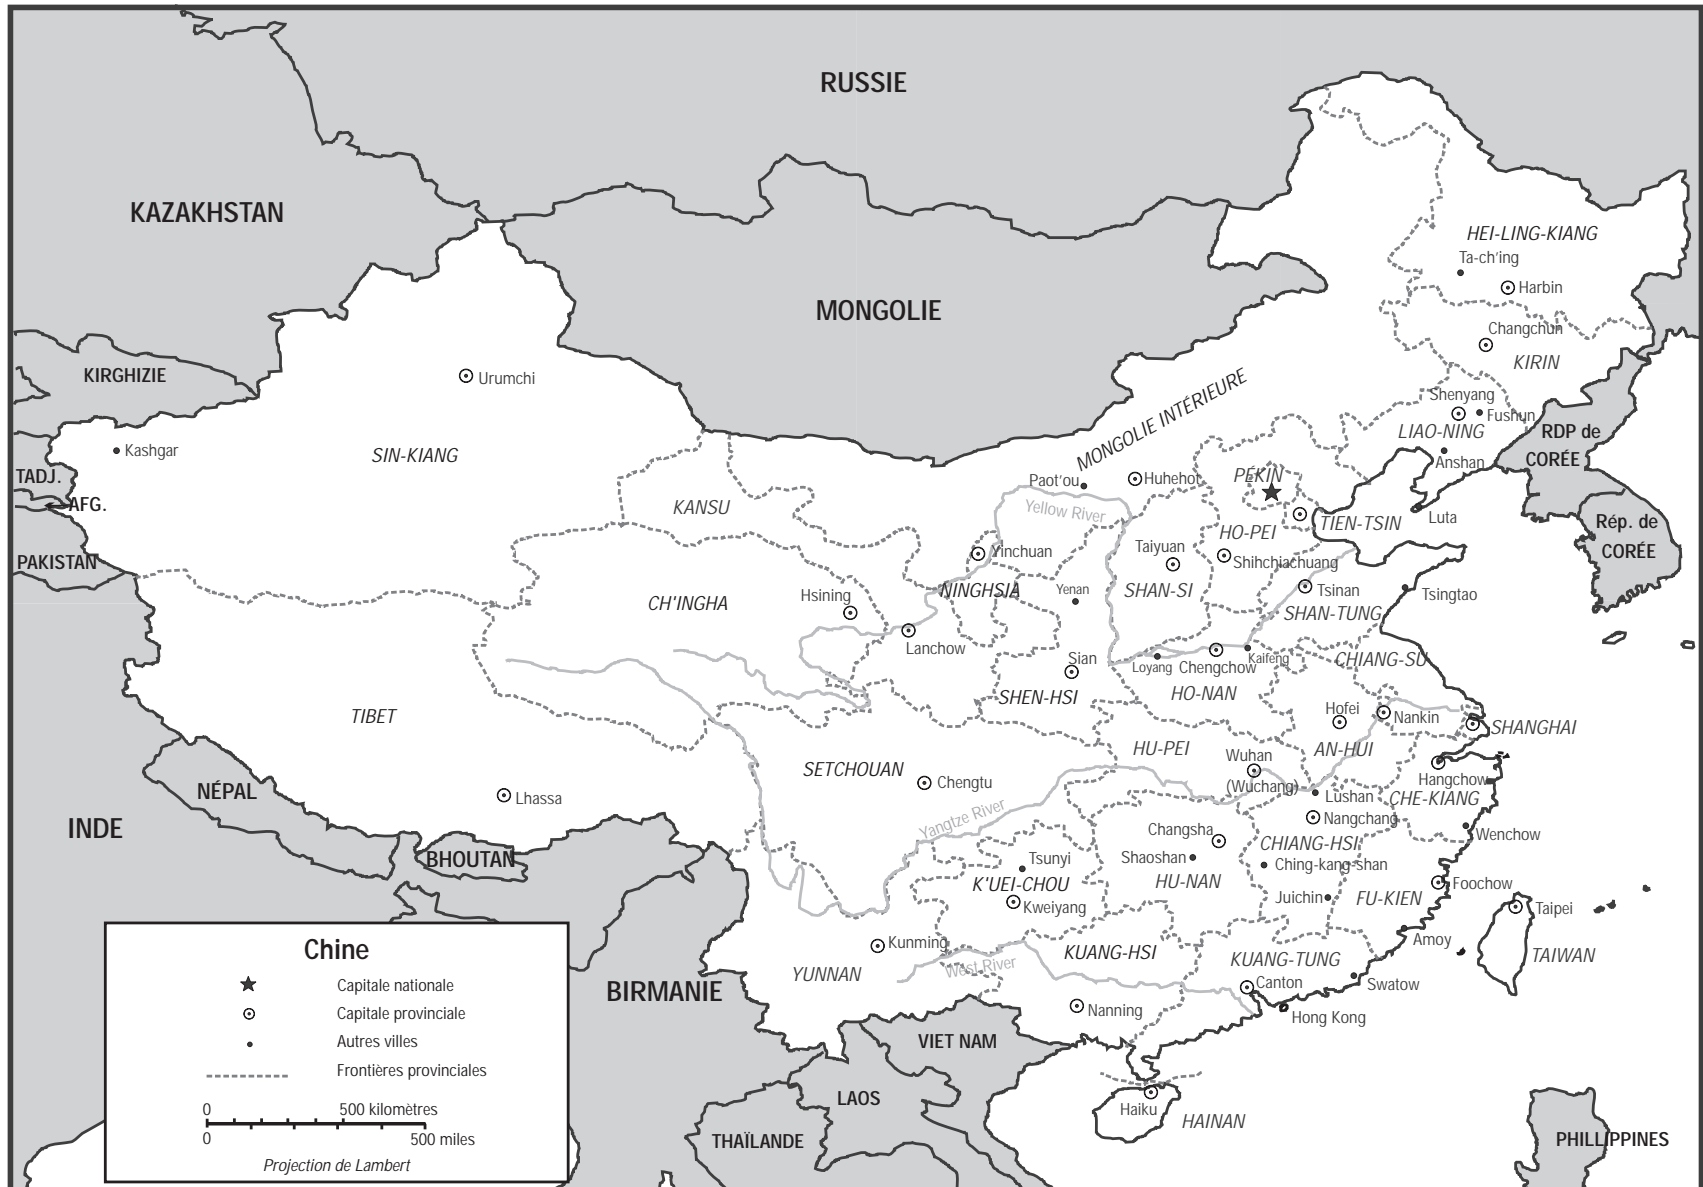 RUSSIE
KAZAKHSTAN
HEI-LING-KIANG
Ta-ch'ing
Harbin
MONGOLIE
Changchun
KIRIN
KIRGHIZIE
Urumchi
MONGOLIE INTÉRIEURE
Shenyang
Fushun
LIAO-NING
RDP de
CORÉE
Kashgar
SIN-KIANG
Anshan
TADJ.
AFG.
KANSU
Paot'ou
Huhehot
PÉKIN
Yellow River
Luta
TIEN-TSIN
HO-PEI
Rép. de
CORÉE
PAKISTAN
Yinchuan
Taiyuan
Shihchiachuang
NINGHSIA
Yenan
SHAN-SI
Tsinan
Tsingtao
CH'INGHA
Hsining
SHAN-TUNG
Lanchow
Sian
Loyang
Chengchow
Kaifeng
CHIANG-SU
SHEN-HSI
HO-NAN
TIBET
Hofei
Nankin
SHANGHAI
HU-PEI
AN-HUI
SETCHOUAN
Chengtu
Wuhan
(Wuchang)
Hangchow
NÉPAL
Lhassa
Lushan
CHE-KIANG
INDE
Yangtze River
Nangchang
Changsha
Wenchow
CHIANG-HSI
BHOUTAN
Tsunyi
Shaoshan
Ching-kang-shan
K'UEI-CHOU
HU-NAN
Foochow
Kweiyang
Juichin
FU-KIEN
Taipei
Kunming
Amoy
KUANG-HSI
TAIWAN
YUNNAN
West River
KUANG-TUNG
BIRMANIE
Canton
Swatow
Nanning
Hong Kong
VIET NAM
LAOS
Haiku
HAINAN
THAÏLANDE
PHILLIPPINES
Chine
Capitale nationale
Capitale provinciale
Autres villes
Frontières provinciales
0 500 kilomètres
0 500 miles
Projection de Lambert